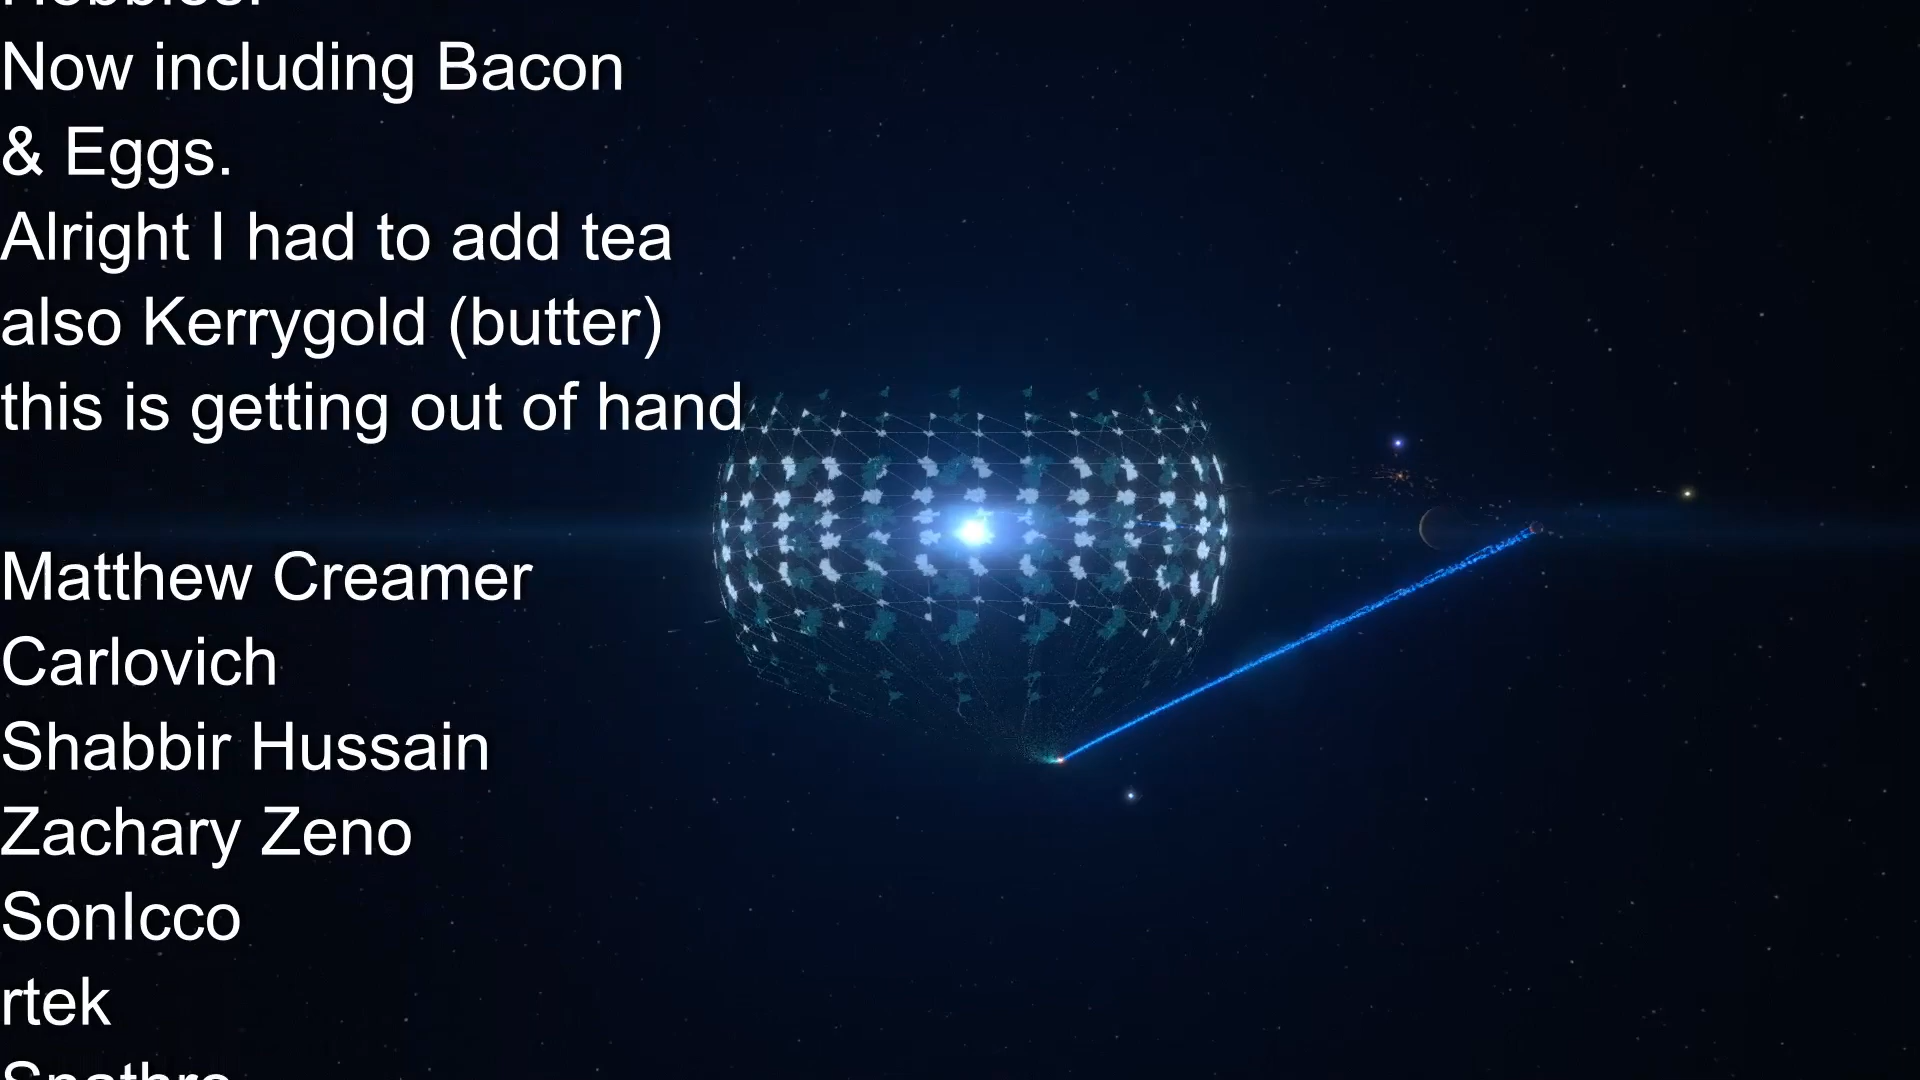 Now including Bacon
& Eggs.
Alright I had to add tea
also Kerrygold (butter)
this is getting out of hand
Matthew Creamer
Carlovich
Shabbir Hussain
Zachary Zeno
SonIcco
rtek